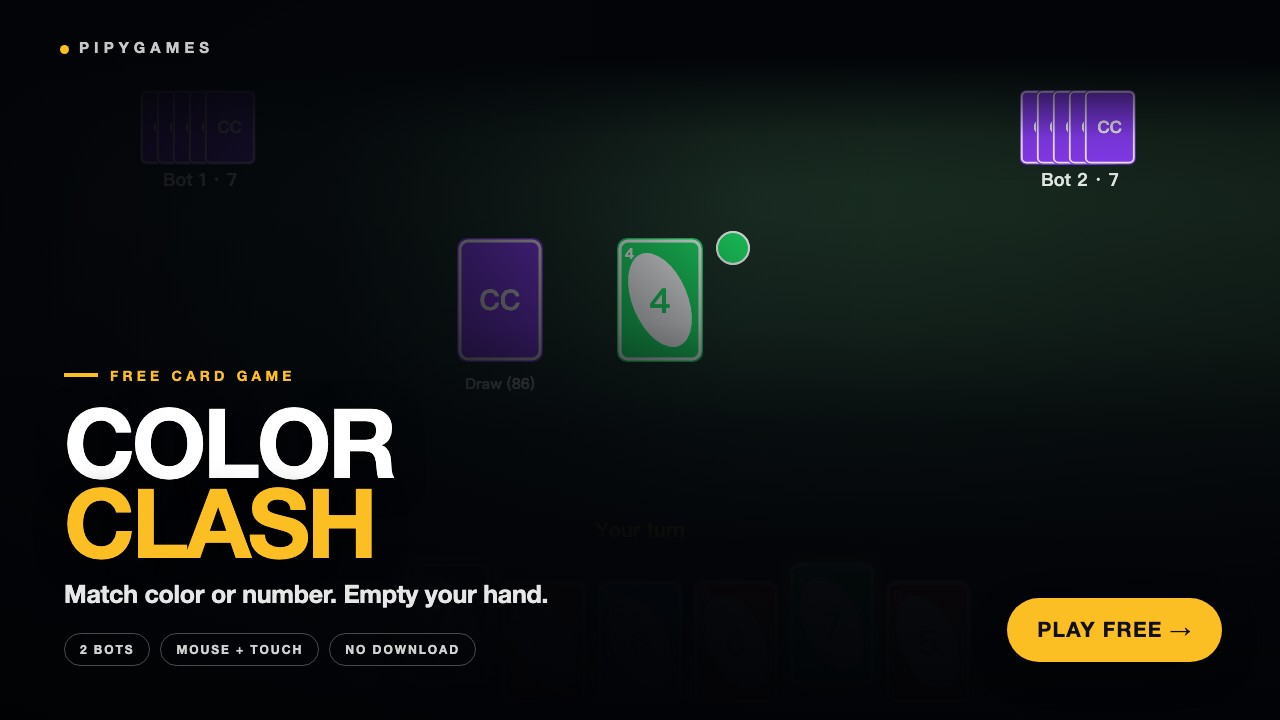 PIPYGAMES
CC
Bot 1 · 7
CC
Bot 2 · 7
CC
Draw (86)
4
4
FREE CARD GAME
COLOR
CLASH
Your turn
Match color or number. Empty your hand.
2 BOTS
MOUSE + TOUCH
NO DOWNLOAD
PLAY FREE →